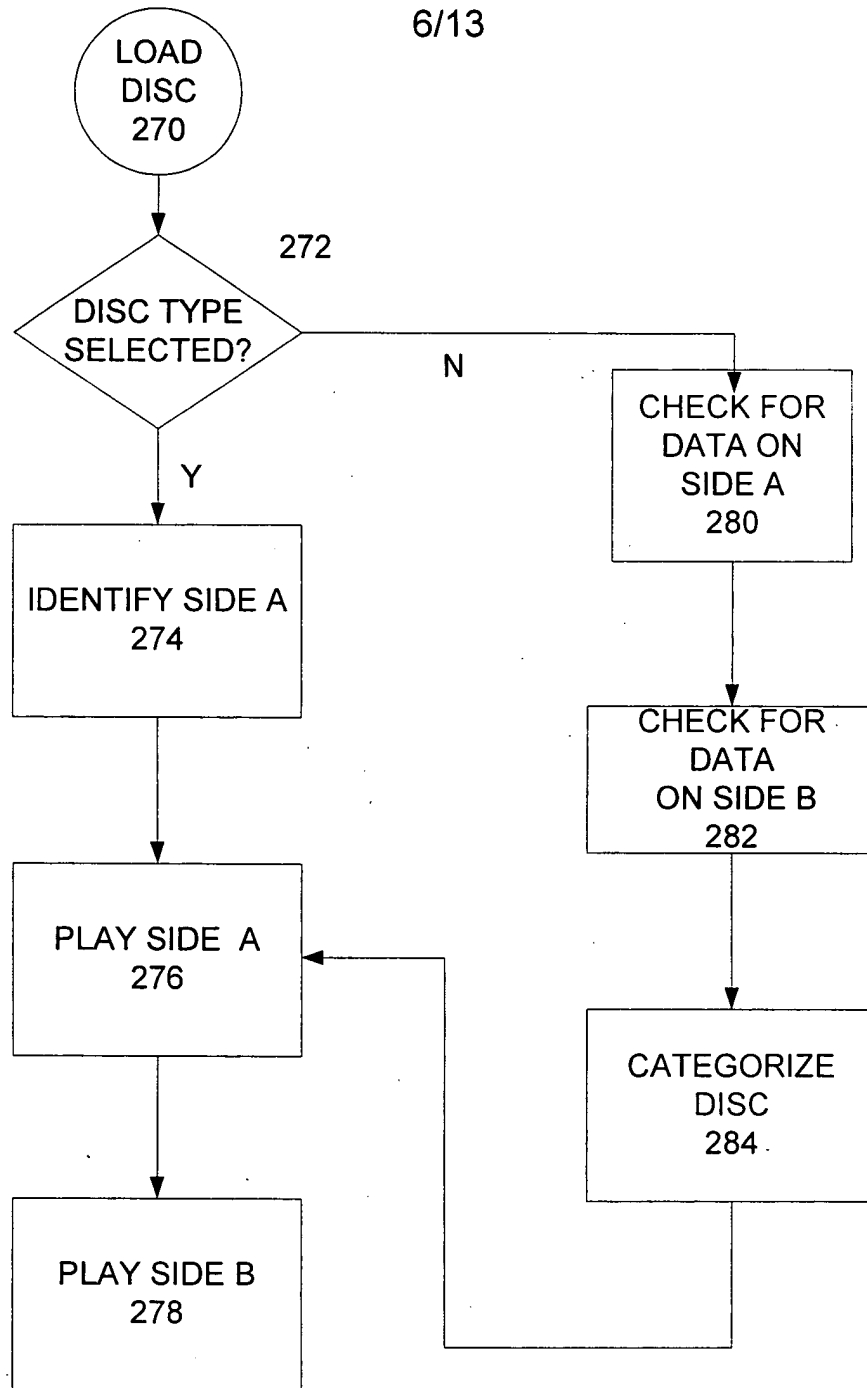 6/13
LOAD
DISC
270
272
DISC TYPE
SELECTED?
N
Y
IDENTIFY SIDE A
274
PLAY SIDE A
276
PLAY SIDE B
278
CHECK FOR
DATA ON
SIDE A
280
CHECK FOR
DATA
ON SIDE B
282
CATEGORIZE
DISC
284